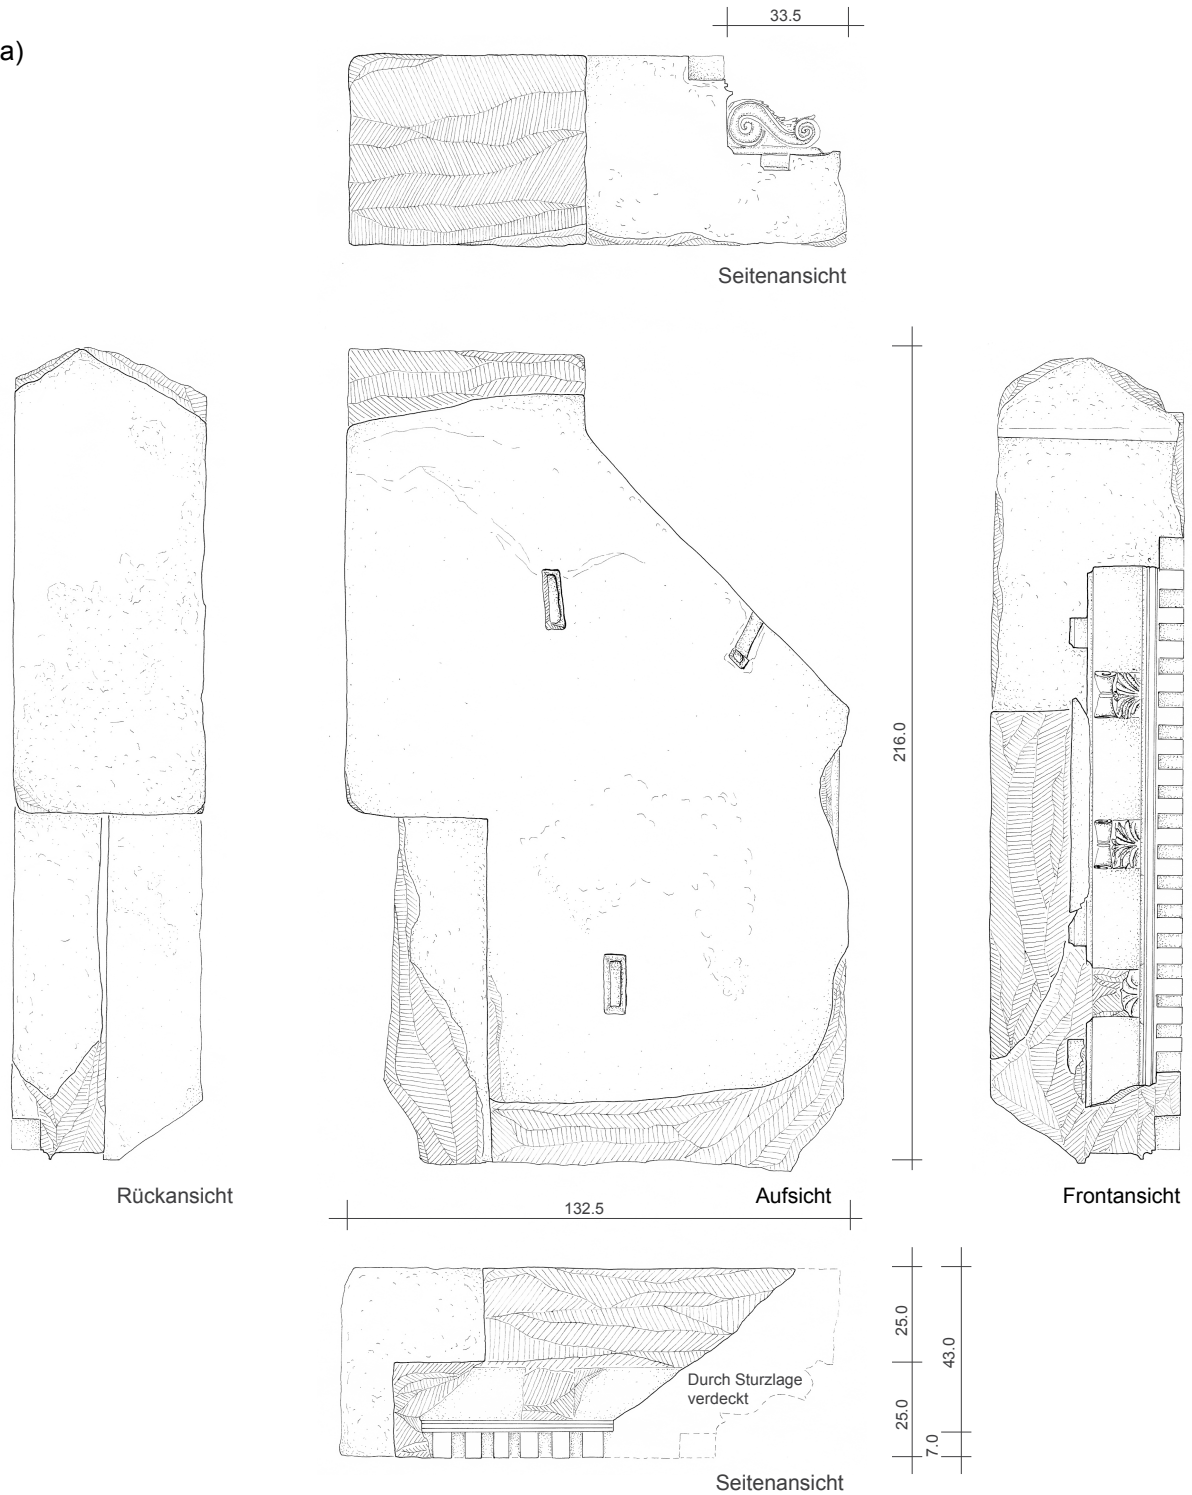 a)
33.5
Seitenansicht
216.0
Rückansicht
Aufsicht
Frontansicht
132.5
25.0
43.0
Durch Sturzlage
verdeckt
25.0
7.0
Seitenansicht